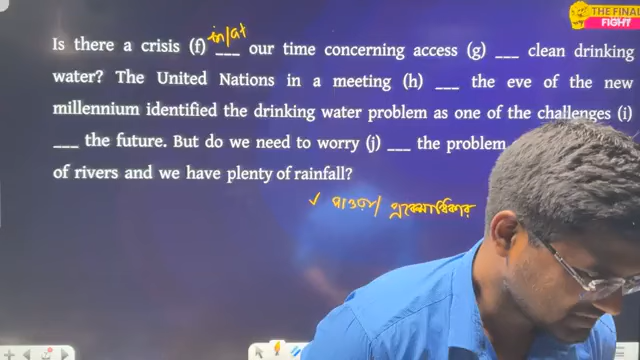 THE FINAL
FIGHT
in/at
Is there a crisis (f) ___ our time concerning access (g) ___ clean drinking
water? The United Nations in a meeting (h) ___ the eve of the new
millennium identified the drinking water problem as one of the challenges (i)
___ the future. But do we need to worry (j) ___ the problem
of rivers and we have plenty of rainfall?
✓ পাওয়া /